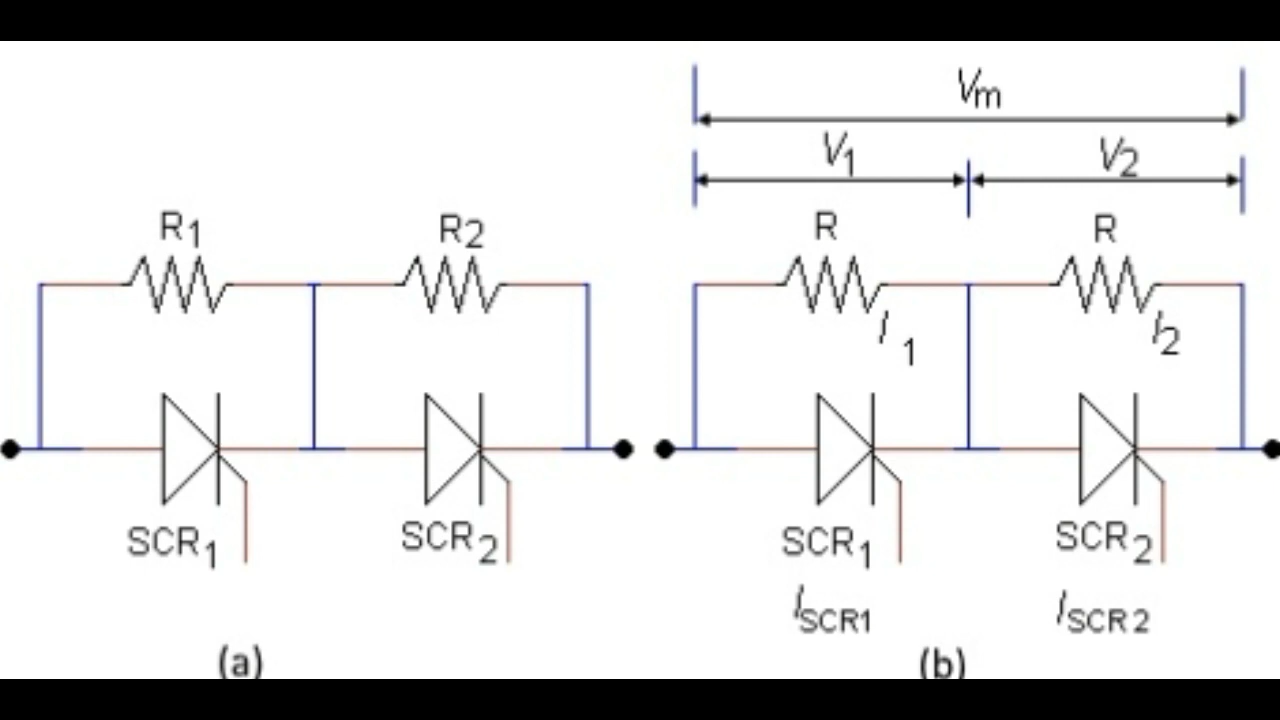 Vm
V1 V2
R1 R2 R R
I1 I2
SCR1 SCR2 SCR1 SCR2
ISCR1 ISCR2
(a) (b)